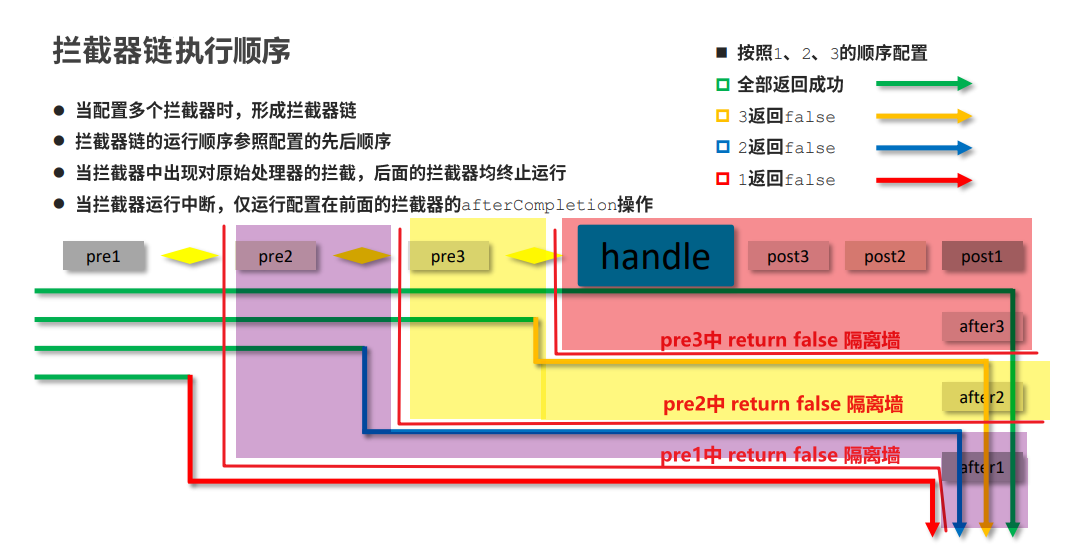 拦截器链执行顺序
当配置多个拦截器时，形成拦截器链
拦截器链的运行顺序参照配置的先后顺序
当拦截器中出现对原始处理器的拦截，后面的拦截器均终止运行
当拦截器运行中断，仅运行配置在前面的拦截器的afterCompletion操作
按照1、2、3的顺序配置
全部返回成功
3返回false
2返回false
1返回false
pre1 pre2 pre3 handle post3 post2 post1
after3
pre3中 return false 隔离墙
after2
pre2中 return false 隔离墙
pre1中 return false 隔离墙
after1